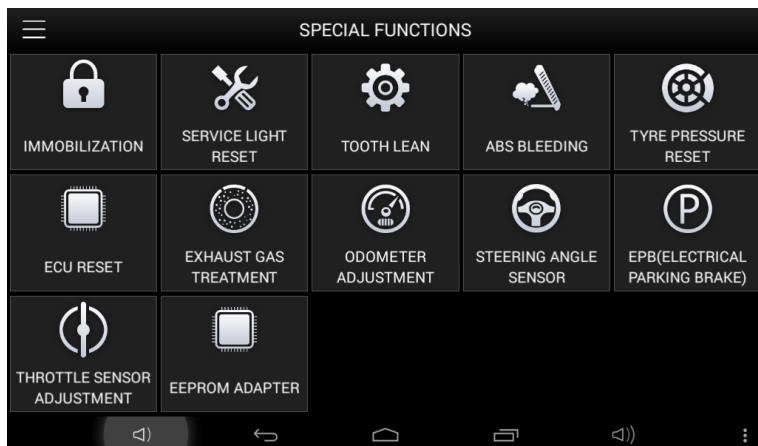 SPECIAL FUNCTIONS
IMMOBILIZATION
SERVICE LIGHT
RESET
TOOTH LEAN
ABS BLEEDING
TYRE PRESSURE
RESET
ECU RESET
EXHAUST GAS
TREATMENT
ODOMETER
ADJUSTMENT
STEERING ANGLE
SENSOR
P
EPB(ELECTRICAL
PARKING BRAKE)
THROTTLE SENSOR
ADJUSTMENT
EEPROM ADAPTER